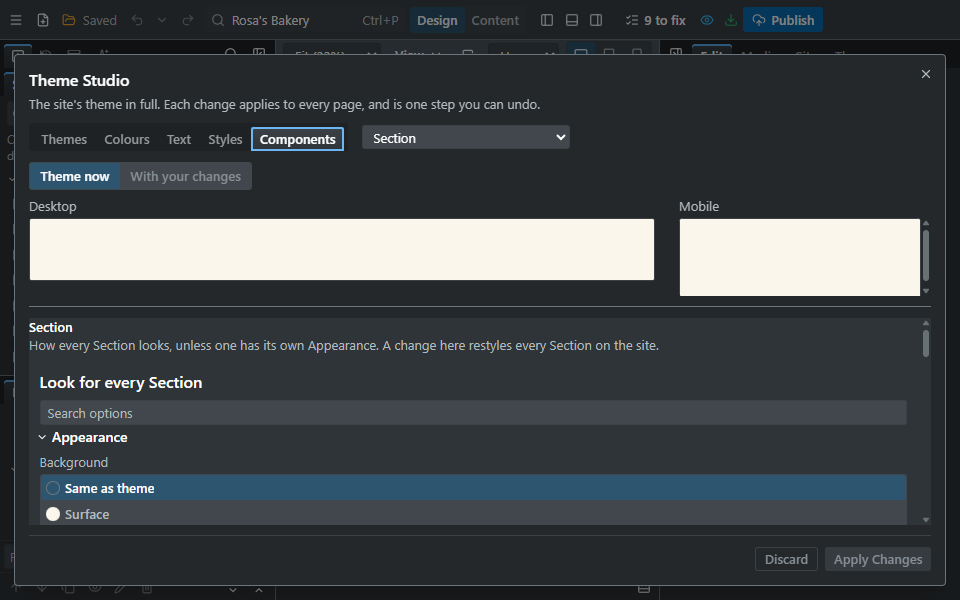 Saved
Rosa's Bakery
Ctrl+P
Design
Content
9 to fix
Publish
Theme Studio
The site's theme in full. Each change applies to every page, and is one step you can undo.
Themes
Colours
Text
Styles
Components
Section
Theme now
With your changes
Desktop
Mobile
Section
How every Section looks, unless one has its own Appearance. A change here restyles every Section on the site.
Look for every Section
Search options
Appearance
Background
Same as theme
Surface
Discard
Apply Changes